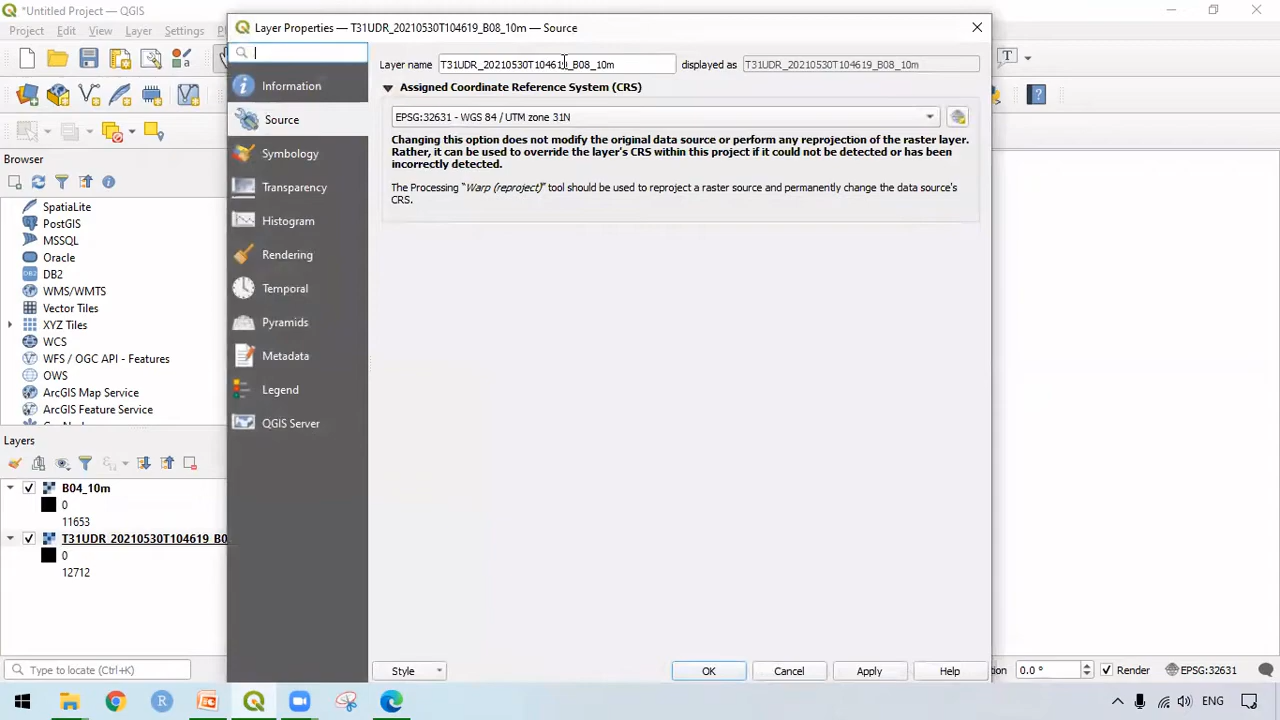 *Untitled Project — QGIS
Layer Properties — T31UDR_20210530T104619_B08_10m — Source
Project Edit View Layer Settings
Layer name T31UDR_20210530T104619_B08_10m displayed as T31UDR_20210530T104619_B08_10m
Assigned Coordinate Reference System (CRS)
EPSG:32631 - WGS 84 / UTM zone 31N
Changing this option does not modify the original data source or perform any reprojection of the raster layer.
Rather, it can be used to override the layer's CRS within this project if it could not be detected or has been
incorrectly detected.
The Processing “Warp (reproject)” tool should be used to reproject a raster source and permanently change the data source's
CRS.
Information
Source
Symbology
Transparency
Histogram
Rendering
Temporal
Pyramids
Metadata
Legend
QGIS Server
Browser
SpatiaLite
PostGIS
MSSQL
Oracle
DB2
WMS/WMTS
Vector Tiles
XYZ Tiles
WCS
WFS / OGC API - Features
OWS
ArcGIS Map Service
ArcGIS Feature Service
Layers
B04_10m
0
11653
T31UDR_20210530T104619_B0
0
12712
Type to locate (Ctrl+K)
Style OK Cancel Apply Help
0.0 ° Render EPSG:32631
ENG